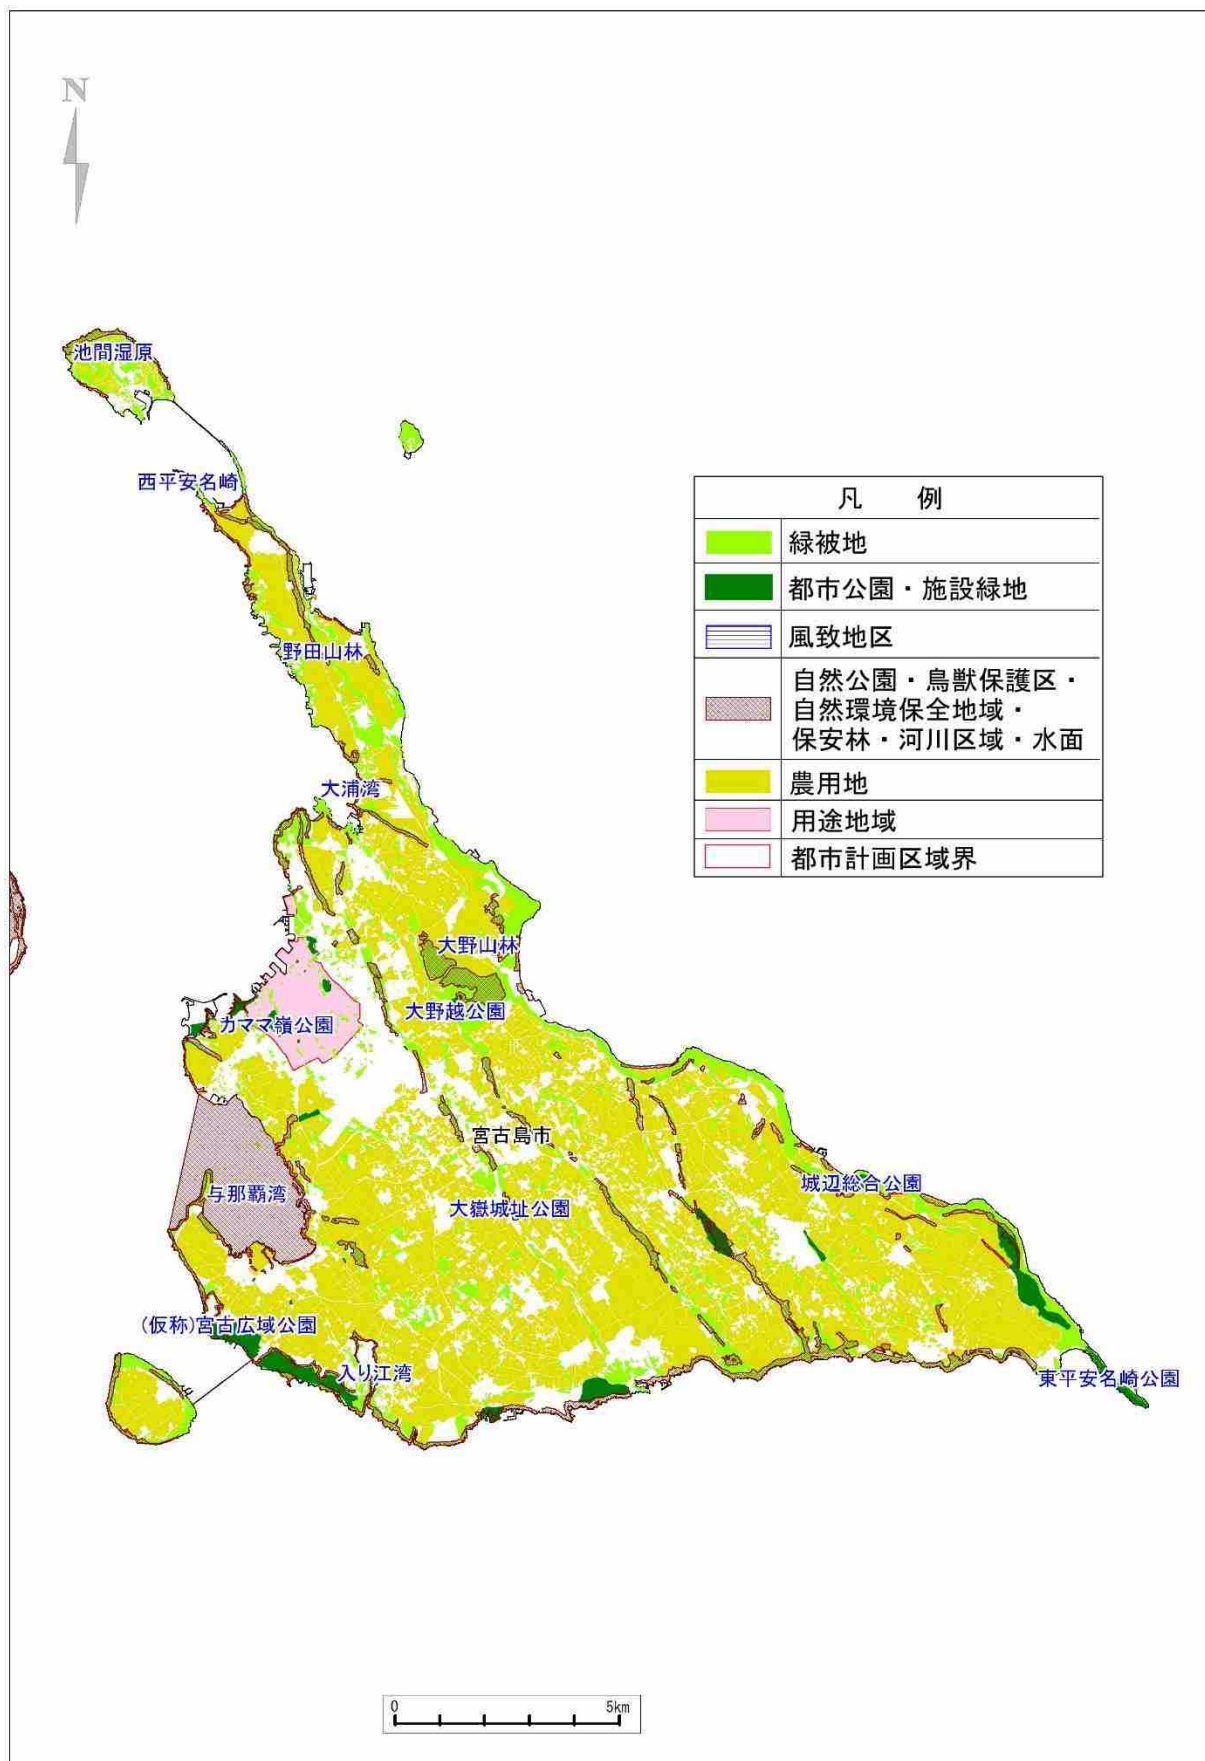 N
池間湿原
西平安名崎
凡 例
緑被地
都市公園・施設緑地
風致地区
自然公園・鳥獣保護区・
自然環境保全地域・
保安林・河川区域・水面
農用地
用途地域
都市計画区域界
野田山林
大浦湾
大野山林
大野越公園
カママ嶺公園
宮古島市
城辺総合公園
与那覇湾
大嶽城址公園
(仮称)宮古広域公園
入り江湾
東平安名崎公園
0 5km